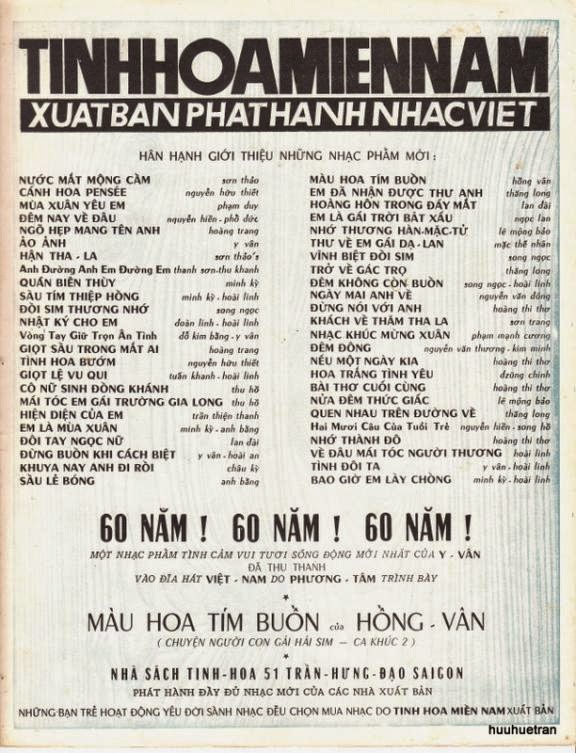 TINHHOAMIENNAM
XUATBAN PHATHANH NHACVIET
HÂN HẠNH GIỚI THIỆU NHỮNG NHẠC PHẨM MỚI :
NƯỚC MẮT MỘNG CẦM sơn thảo
CÁNH HOA PENSÉE nguyễn hữu thiết
MÙA XUÂN YÊU EM phạm duy
ĐÊM NAY VỀ ĐÂU nguyễn hiền - phố đức
NGÕ HẸP MANG TÊN ANH hoàng trang
ẢO ẢNH y vân
HẬN THA - LA sơn thảo's
Anh Đường Anh Em Đường Em thanh sơn-thu khanh
QUÁN BIÊN THÙY minh kỳ
SẦU TÍM THIỆP HỒNG minh kỳ - hoài linh
ĐỒI SIM THƯƠNG NHỚ song ngọc
NHẬT KÝ CHO EM đoàn linh - hoài linh
Vòng Tay Giữ Trọn Ân Tình đỗ kim bằng - y vân
GIỌT SẦU TRONG MẮT AI hoàng trang
TÌNH HOA BƯỚM nguyễn hữu thiết
GIỌT LỆ VU QUI tuấn khanh - hoài linh
CÔ NỮ SINH ĐỒNG KHÁNH thu hồ
MÁI TÓC EM GÁI TRƯỜNG GIA LONG thu hồ
HIỆN DIỆN CỦA EM trần thiện thanh
EM LÀ MÙA XUÂN minh kỳ - anh bằng
ĐÔI TAY NGỌC NỮ lan đài
ĐỪNG BUỒN KHI CÁCH BIỆT y vân - hoài an
KHUYA NAY ANH ĐI RỒI châu kỳ
SẦU LẺ BÓNG anh bằng
MÀU HOA TÍM BUỒN hồng vân
EM ĐÃ NHẬN ĐƯỢC THƯ ANH thăng long
HOÀNG HÔN TRONG ĐÁY MẮT lan đài
EM LÀ GÁI TRỜI BẮT XẤU ngọc lan
NHỚ THƯƠNG HÀN-MẶC-TỬ lê mộng bảo
THƯ VỀ EM GÁI DẠ - LAN mặc thế nhân
VĨNH BIỆT ĐỒI SIM song ngọc
TRỞ VỀ GÁC TRỌ thăng long
ĐÊM KHÔNG CÒN BUỒN song ngọc - hoài linh
NGÀY MAI ANH VỀ nguyễn văn đông
ĐỪNG NÓI VỚI ANH hoàng thi thơ
KHÁCH VỀ THĂM THA LA sơn trang
NHẠC KHÚC MỪNG XUÂN phạm mạnh cương
ĐÊM ĐÔNG nguyễn văn thương - kim minh
NẾU MỘT NGÀY KIA hoàng thi thơ
HOA TRẮNG TÌNH YÊU dzũng chinh
BÀI THƠ CUỐI CÙNG hoàng thi thơ
NỬA ĐÊM THỨC GIẤC lê mộng bảo
QUEN NHAU TRÊN ĐƯỜNG VỀ thăng long
Hai Mươi Câu Của Tuổi Trẻ nguyễn hiền - song hồ
NHỚ THÀNH ĐÔ hoàng thi thơ
VỀ ĐÂU MÁI TÓC NGƯỜI THƯƠNG hoài linh
TÌNH ĐÔI TA y vân - hoài linh
BAO GIỜ EM LẤY CHỒNG minh kỳ - hoài linh
60 NĂM ! 60 NĂM ! 60 NĂM !
MỘT NHẠC PHẨM TÌNH CẢM VUI TƯƠI SỐNG ĐỘNG MỚI NHẤT CỦA Y - VÂN
ĐÃ THU THANH
VÀO ĐĨA HÁT VIỆT - NAM DO PHƯƠNG - TÂM TRÌNH BÀY
MÀU HOA TÍM BUỒN của HỒNG - VÂN
( CHUYỆN NGƯỜI CON GÁI HÁI SIM — CA KHÚC 2 )
NHÀ SÁCH TINH - HOA 51 TRẦN - HƯNG - ĐẠO SAIGON
PHÁT HÀNH ĐẦY ĐỦ NHẠC MỚI CỦA CÁC NHÀ XUẤT BẢN
NHỮNG BẠN TRẺ HOẠT ĐỘNG YÊU ĐỜI SÀNH NHẠC ĐỀU CHỌN MUA NHẠC DO TINH HOA MIỀN NAM XUẤT BẢN
huuhuetran